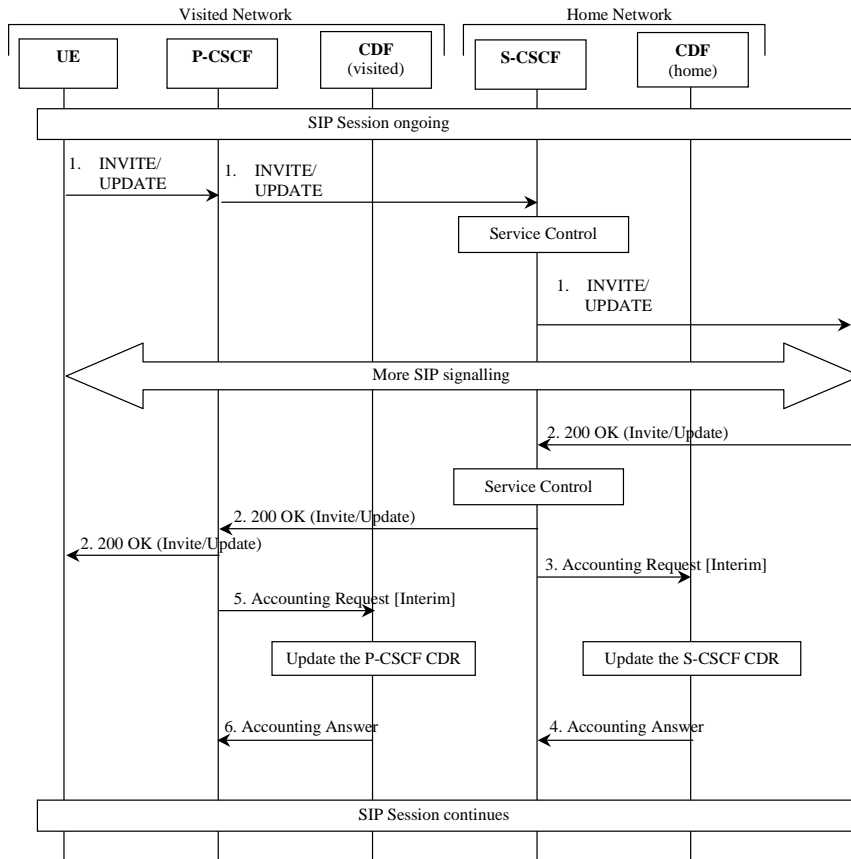 Visited Network
Home Network
UE
P-CSCF
CDF
(visited)
S-CSCF
CDF
(home)
SIP Session ongoing
1. INVITE/
UPDATE
1. INVITE/
UPDATE
Service Control
1. INVITE/
UPDATE
More SIP signalling
2. 200 OK (Invite/Update)
Service Control
2. 200 OK (Invite/Update)
2. 200 OK (Invite/Update)
3. Accounting Request [Interim]
5. Accounting Request [Interim]
Update the P-CSCF CDR
Update the S-CSCF CDR
6. Accounting Answer
4. Accounting Answer
SIP Session continues